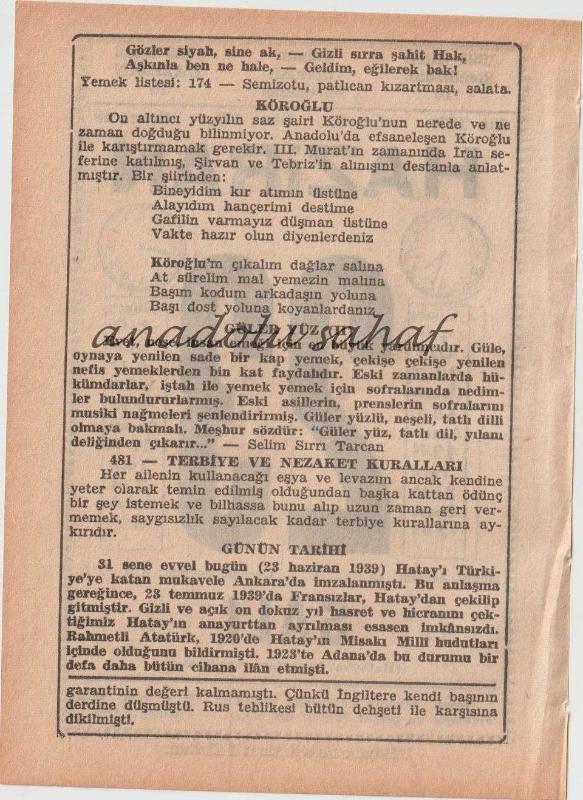 Gözler siyah, sine ak, — Gizli sırra şahit Hak,
Aşkınla ben ne hale, — Geldim, eğilerek bak!
Yemek listesi: 174 — Semizotu, patlıcan kızartması, salata.
KÖROĞLU
On altıncı yüzyılın saz şairi Köroğlu'nun nerede ve ne
zaman doğduğu bilinmiyor. Anadolu'da efsaneleşen Köroğlu
ile karıştırmamak gerekir. III. Murat'ın zamanında İran se-
ferine katılmış, Şirvan ve Tebriz'in alınışını destanla anlat-
mıştır. Bir şiirinden:
Bineyidim kır atımın üstüne
Alayıdım hançerimi destime
Gafilin varmayız düşman üstüne
Vakte hazır olun diyenlerdeniz
Köroğlu'm çıkalım dağlar salına
At sürelim mal yemezin malına
Başım kodum arkadaşın yoluna
Başı dost yoluna koyanlardanız
GÜLER YÜZ
anadolu sahaf
için en büyük yardımcıdır. Güle,
oynaya yenilen sade bir kap yemek, çekişe çekişe yenilen
nefis yemeklerden bin kat faydalıdır. Eski zamanlarda hü-
kümdarlar, iştah ile yemek yemek için sofralarında nedim-
ler bulundururlarmış. Eski asillerin, prenslerin sofralarını
musiki nağmeleri şenlendirirmiş. Güler yüzlü, neşeli, tatlı dilli
olmaya bakmalı. Meşhur sözdür: "Güler yüz, tatlı dil, yılanı
deliğinden çıkarır..." — Selim Sırrı Tarcan
481 — TERBİYE VE NEZAKET KURALLARI
Her ailenin kullanacağı eşya ve levazım ancak kendine
yeter olarak temin edilmiş olduğundan başka kattan ödünç
bir şey istemek ve bilhassa bunu alıp uzun zaman geri ver-
memek, saygısızlık sayılacak kadar terbiye kurallarına ay-
kırıdır.
GÜNÜN TARİHİ
31 sene evvel bugün (23 haziran 1939) Hatay'ı Türki-
ye'ye katan mukavele Ankara'da imzalanmıştı. Bu anlaşma
gereğince, 23 temmuz 1939'da Fransızlar, Hatay'dan çekilip
gitmiştir. Gizli ve açık on dokuz yıl hasret ve hicranını çek-
tiğimiz Hatay'ın anayurttan ayrılması esasen imkânsızdı.
Rahmetli Atatürk, 1920'de Hatay'ın Misakı Milli hudutları
içinde olduğunu bildirmişti. 1923'te Adana'da bu durumu bir
defa daha bütün cihana ilân etmişti.
garantinin değeri kalmamıştı. Çünkü İngiltere kendi başının
derdine düşmüştü. Rus tehlikesi bütün dehşeti ile karşısına
dikilmişti.